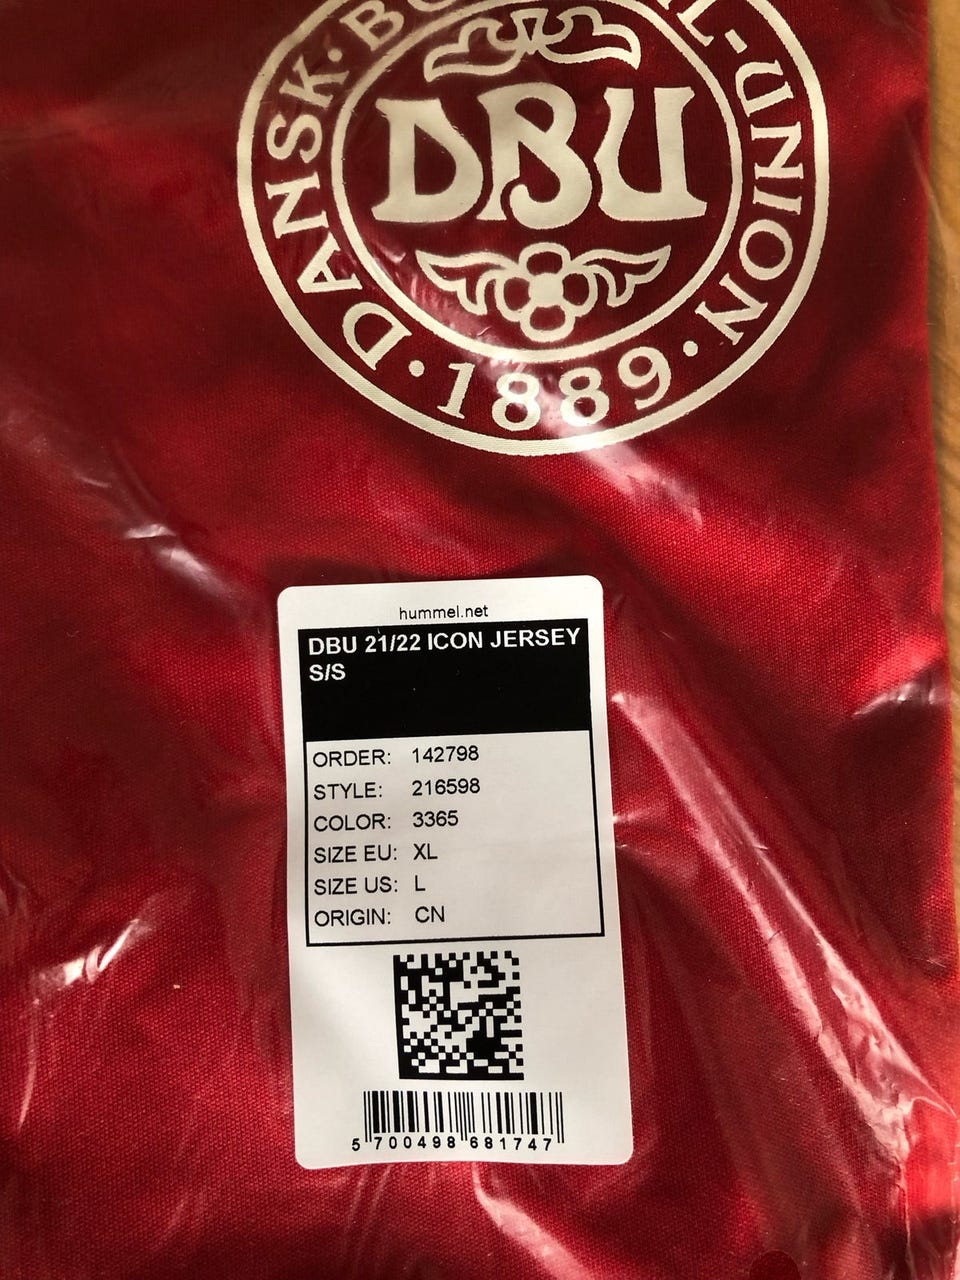 DANSK · BO L-UNION · 1889 ·
DBU
hummel.net
DBU 21/22 ICON JERSEY
S/S
ORDER: 142798
STYLE: 216598
COLOR: 3365
SIZE EU: XL
SIZE US: L
ORIGIN: CN
5 700498 681747